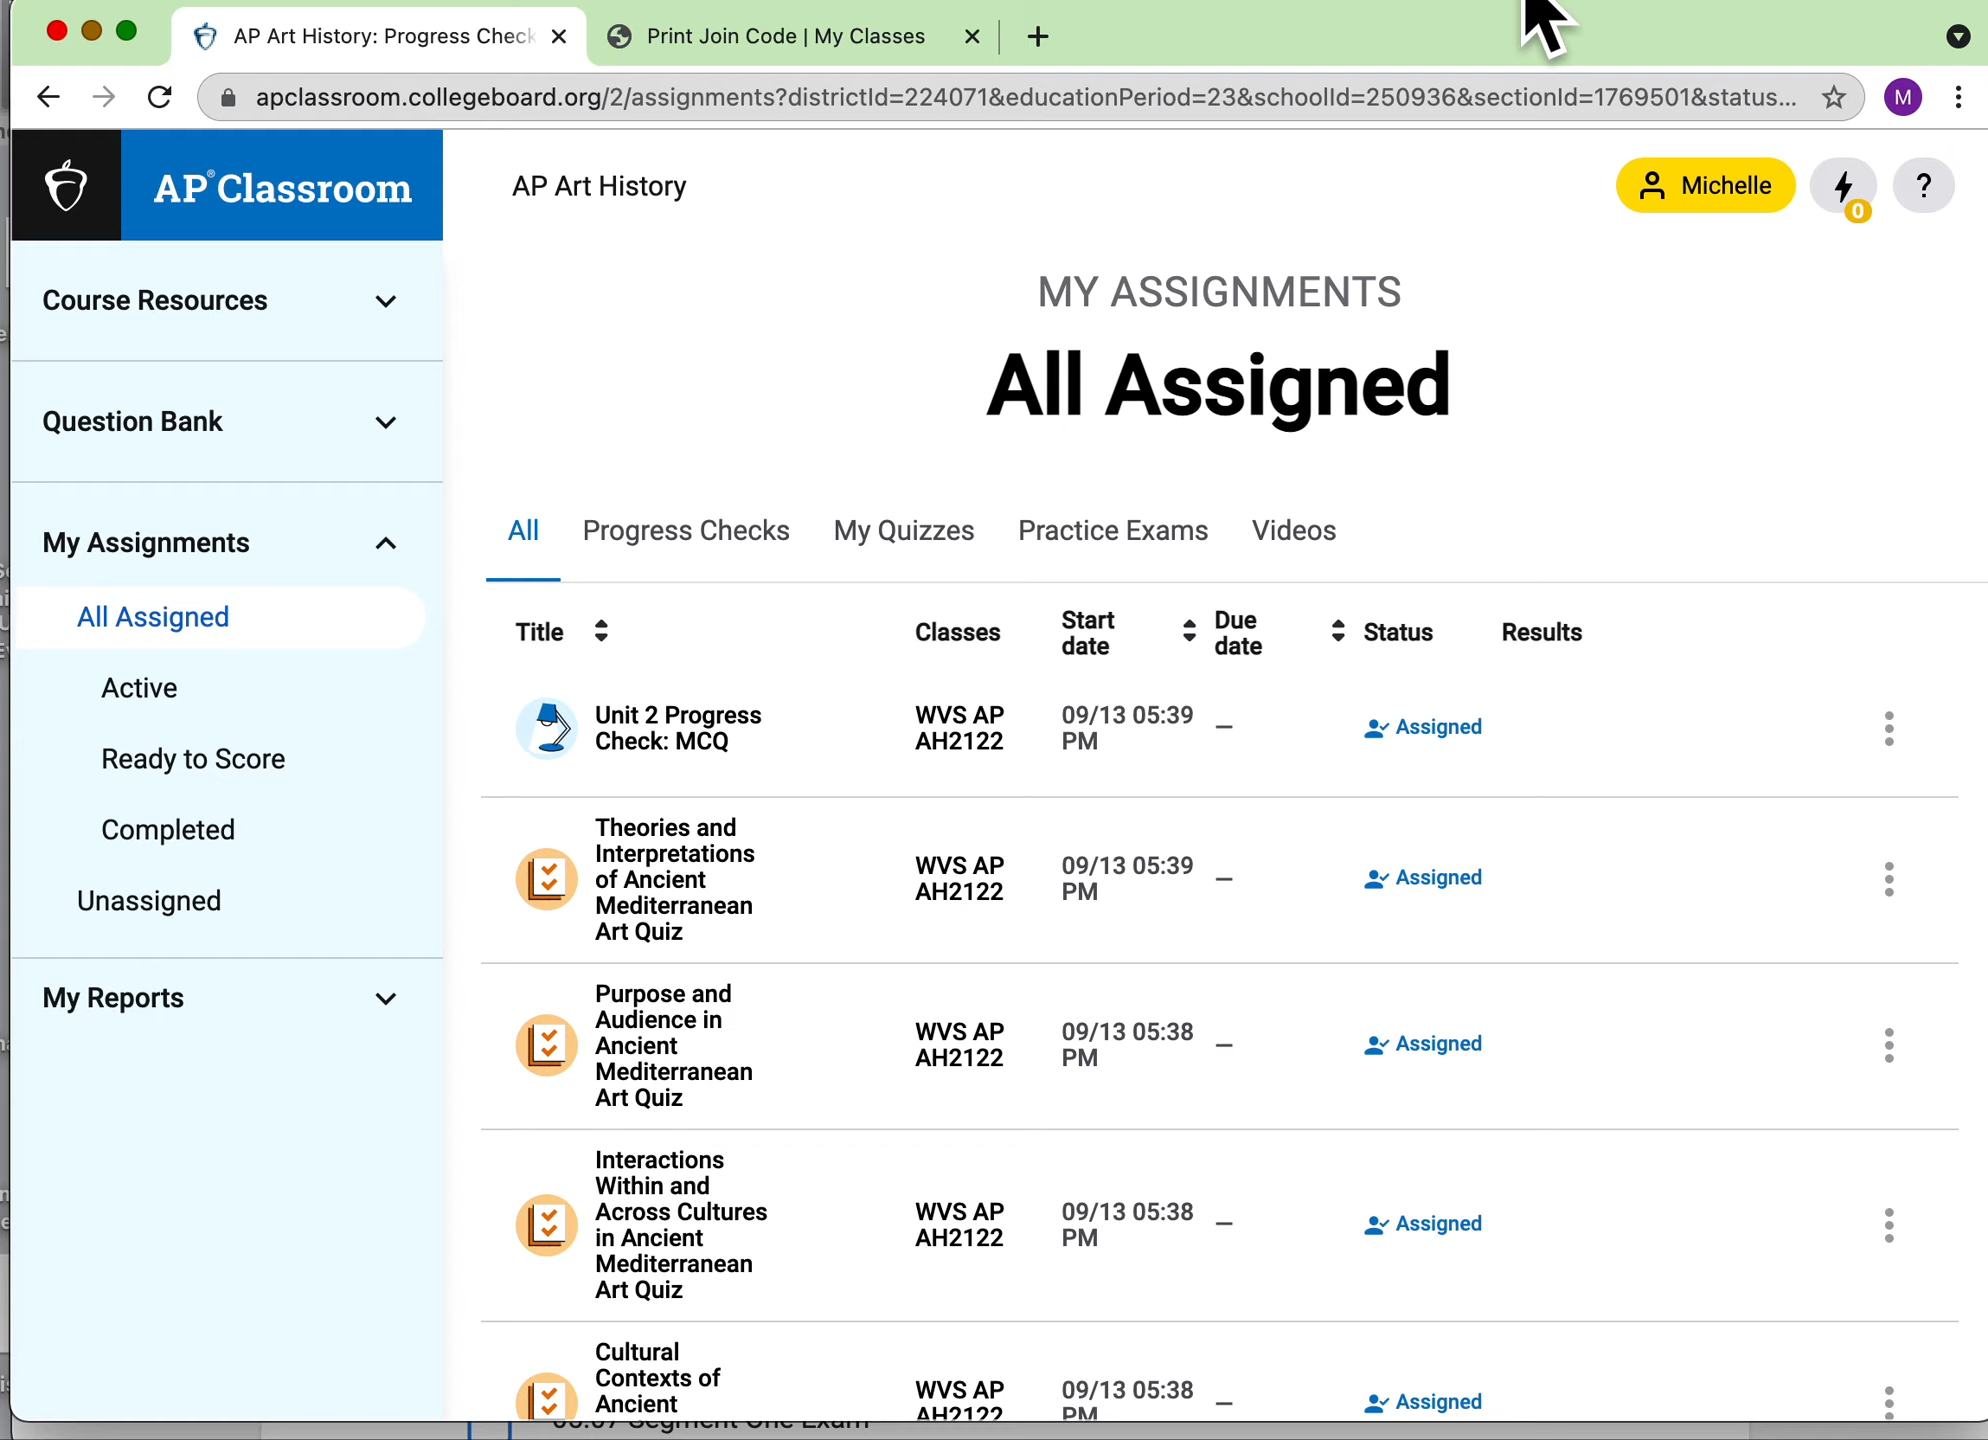 AP Art History: Progress Check
Print Join Code | My Classes
apclassroom.collegeboard.org/2/assignments?districtId=224071&educationPeriod=23&schoolId=250936&sectionId=1769501&status...
M
AP® Classroom
AP Art History
Michelle
0
?
Course Resources
Question Bank
My Assignments
All Assigned
Active
Ready to Score
Completed
Unassigned
My Reports
MY ASSIGNMENTS
All Assigned
All Progress Checks My Quizzes Practice Exams Videos
Title Classes Start date Due date Status Results
Unit 2 Progress
Check: MCQ
WVS AP
AH2122
09/13 05:39
PM
–
Assigned
Theories and
Interpretations
of Ancient
Mediterranean
Art Quiz
WVS AP
AH2122
09/13 05:39
PM
–
Assigned
Purpose and
Audience in
Ancient
Mediterranean
Art Quiz
WVS AP
AH2122
09/13 05:38
PM
–
Assigned
Interactions
Within and
Across Cultures
in Ancient
Mediterranean
Art Quiz
WVS AP
AH2122
09/13 05:38
PM
–
Assigned
Cultural
Contexts of
Ancient
WVS AP
AH2122
09/13 05:38
PM
–
Assigned
Segment One Exam